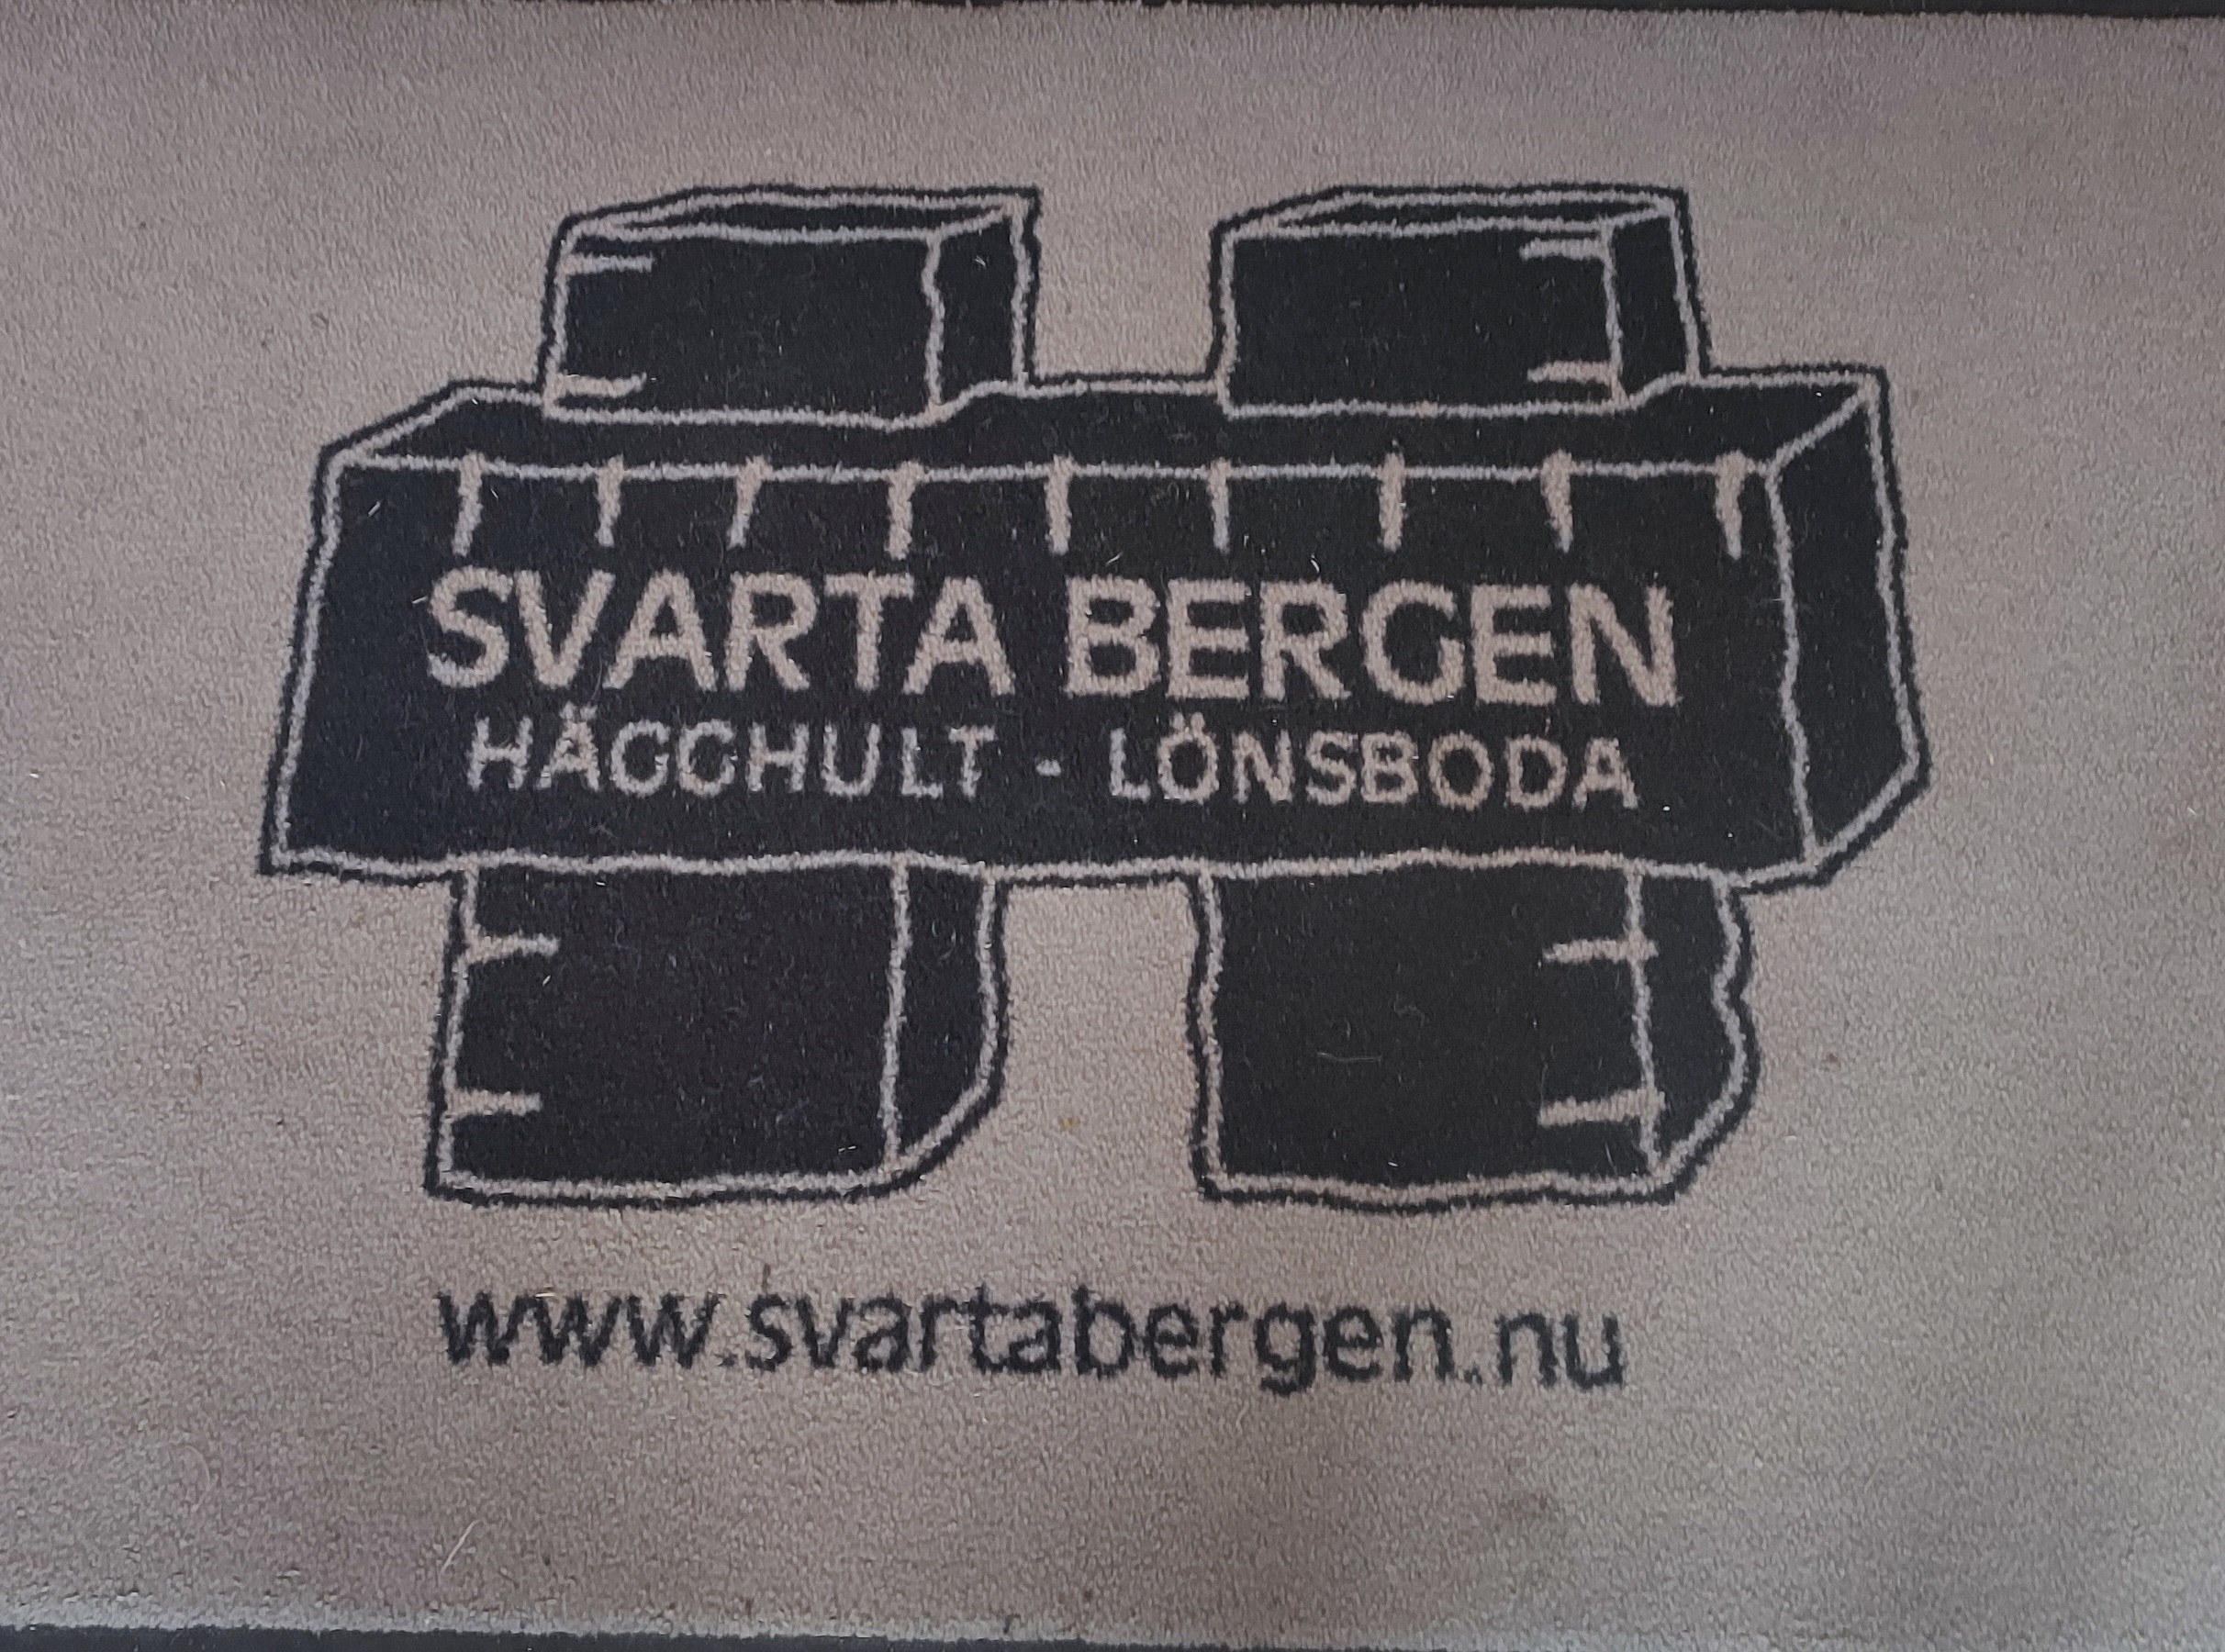 SVARTA BERGEN
HÄGGHULT - LÖNSBODA
www.svartabergen.nu